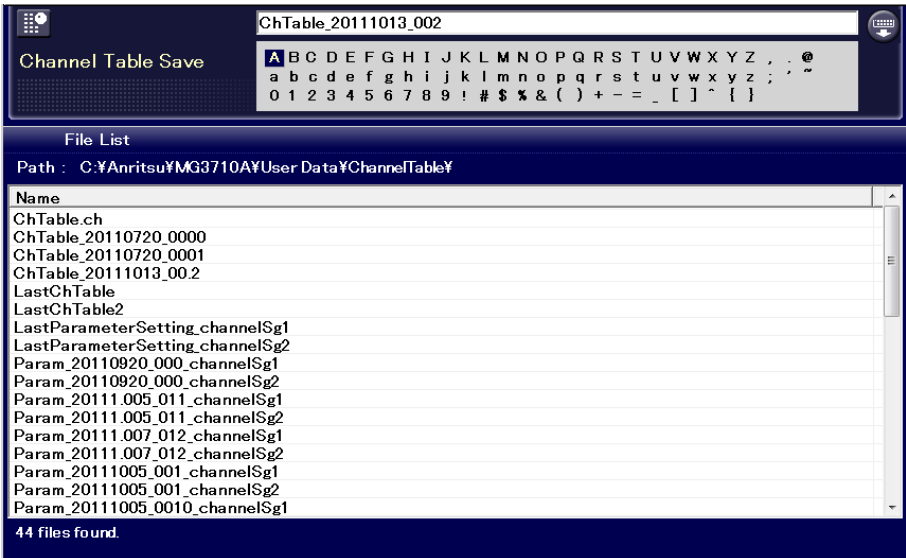 ChTable_20111013_002
Channel Table Save
A B C D E F G H I J K L M N O P Q R S T U V W X Y Z , . @
a b c d e f g h i j k l m n o p q r s t u v w x y z ; ' ~
0 1 2 3 4 5 6 7 8 9 ! # $ % & ( ) + - = _ [ ] ^ { }
File List
Path : C:¥Anritsu¥MG3710A¥User Data¥ChannelTable¥
Name
ChTable.ch
ChTable_20110720_0000
ChTable_20110720_0001
ChTable_20111013_00.2
LastChTable
LastChTable2
LastParameterSetting_channelSg1
LastParameterSetting_channelSg2
Param_20110920_000_channelSg1
Param_20110920_000_channelSg2
Param_20111.005_011_channelSg1
Param_20111.005_011_channelSg2
Param_20111.007_012_channelSg1
Param_20111.007_012_channelSg2
Param_20111005_001_channelSg1
Param_20111005_001_channelSg2
Param_20111005_0010_channelSg1
44 files found.